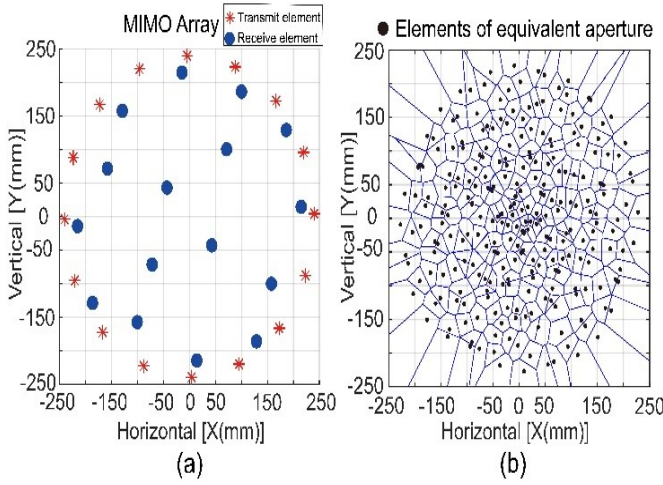 MIMO Array
Transmit element
Receive element
Vertical [Y(mm)]
250
150
50
0
-50
-150
-250
-250
-150
-50
0
50
150
250
Horizontal [X(mm)]
(a)
Elements of equivalent aperture
Vertical [Y(mm)]
250
150
50
0
-50
-150
-250
-250
-150
-50
0
50
150
250
Horizontal [X(mm)]
(b)